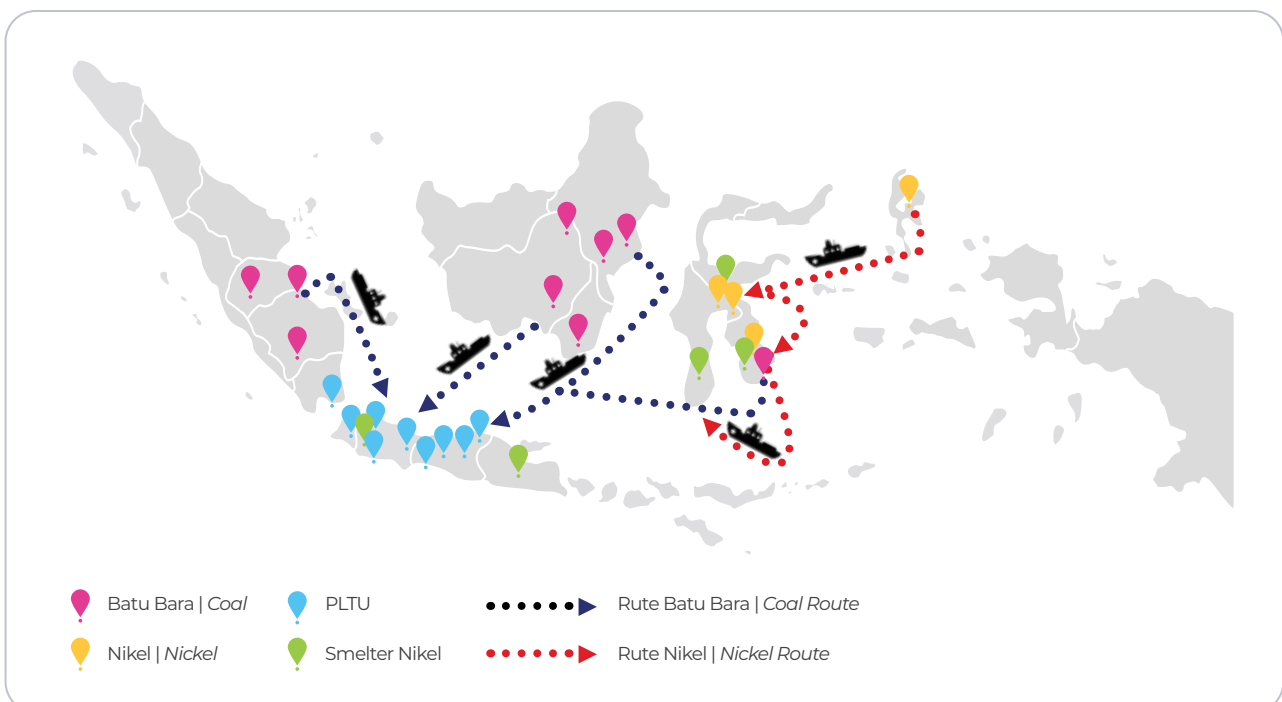 Batu Bara | Coal
PLTU
Rute Batu Bara | Coal Route
Nikel | Nickel
Smelter Nikel
Rute Nikel | Nickel Route